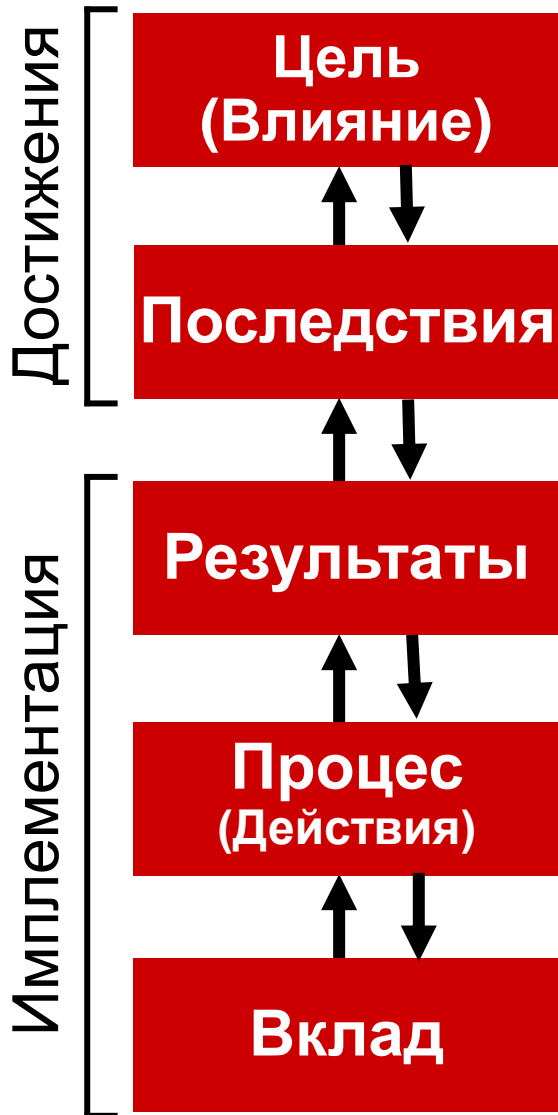 Достижения
Цель
(Влияние)
Последствия
Имплементация
Результаты
Процес
(Действия)
Вклад